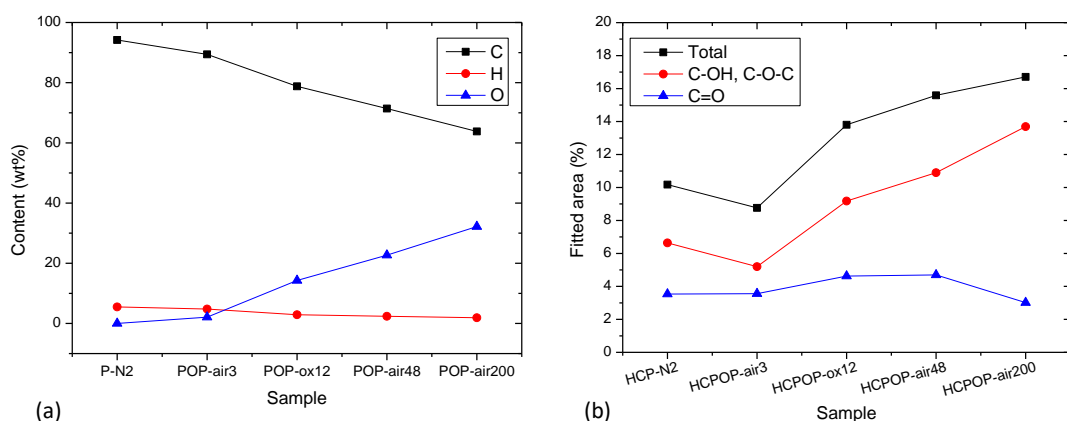 100
80
60
40
20
0
Content (wt%)
C
H
O
P-N2
POP-air3
POP-ox12
POP-air48
POP-air200
Sample
(a)
20
18
16
14
12
10
8
6
4
2
0
Fitted area (%)
Total
C-OH, C-O-C
C=O
HCP-N2
HCPOP-air3
HCPOP-ox12
HCPOP-air48
HCPOP-air200
Sample
(b)